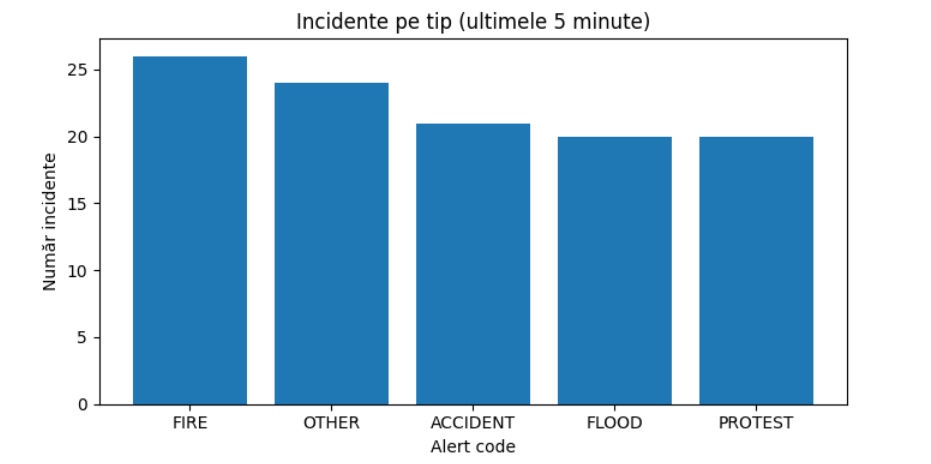 Incidente pe tip (ultimele 5 minute)
Număr incidente
25
20
15
10
5
0
FIRE OTHER ACCIDENT FLOOD PROTEST
Alert code